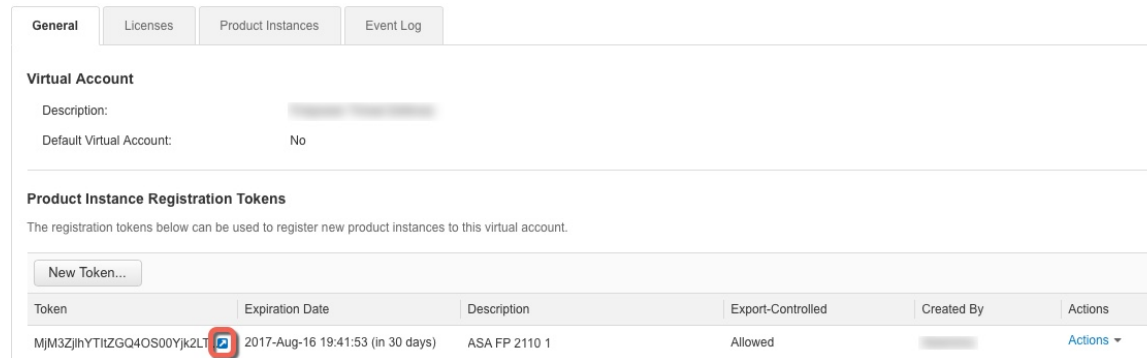 General Licenses Product Instances Event Log
Virtual Account
Description:
Default Virtual Account: No
Product Instance Registration Tokens
The registration tokens below can be used to register new product instances to this virtual account.
New Token...
Token Expiration Date Description Export-Controlled Created By Actions
MjM3ZjlhYTItZGQ4OS00Yjk2LT 2017-Aug-16 19:41:53 (in 30 days) ASA FP 2110 1 Allowed Actions